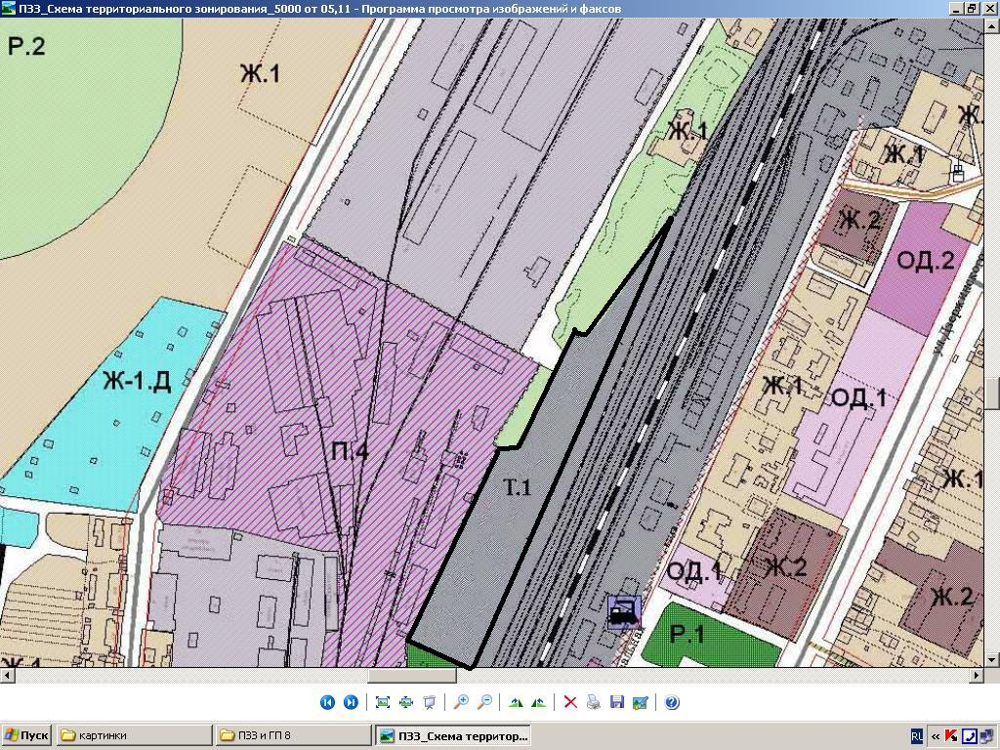 ПЗЗ_Схема территориального зонирования_5000 от 05,11 - Программа просмотра изображений и факсов
Р.2
Ж.1
Ж.1
Ж.
Ж.1
Ж.2
ОД.2
ул. Дзержинского
Ж-1.Д
Ж.1
ОД.1
П.4
Т.1
Ж.1
ОД.1
Ж.2
Ж.2
Р.1
Ж.1
Пуск
картинки
ПЗЗ и ГП 8
ПЗЗ_Схема территор...
RL
«